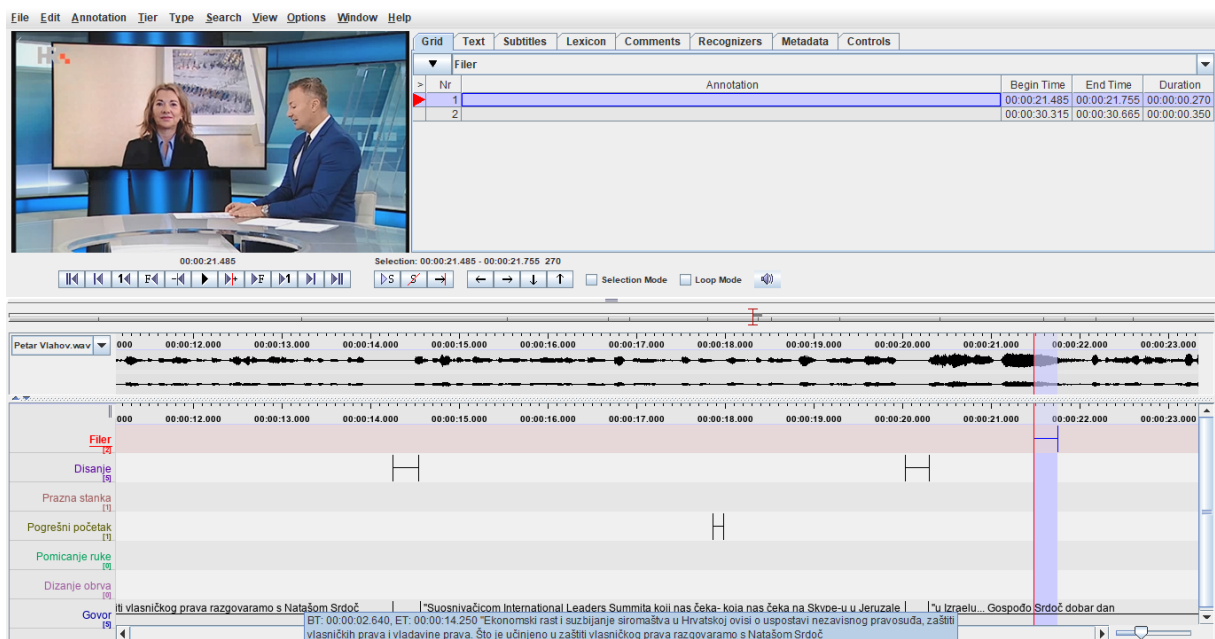 File Edit Annotation Tier Type Search View Options Window Help
Grid Text Subtitles Lexicon Comments Recognizers Metadata Controls
▼ Filer
> Nr Annotation Begin Time End Time Duration
1 00:00:21.485 00:00:21.755 00:00:00.270
2 00:00:30.315 00:00:30.665 00:00:00.350
00:00:21.485 Selection: 00:00:21.485 - 00:00:21.755 270
1 F F 1 S S Selection Mode Loop Mode
Petar Vlahov.wav 000 00:00:12.000 00:00:13.000 00:00:14.000 00:00:15.000 00:00:16.000 00:00:17.000 00:00:18.000 00:00:19.000 00:00:20.000 00:00:21.000 00:00:22.000 00:00:23.000
000 00:00:12.000 00:00:13.000 00:00:14.000 00:00:15.000 00:00:16.000 00:00:17.000 00:00:18.000 00:00:19.000 00:00:20.000 00:00:21.000 00:00:22.000 00:00:23.000
Filer
[2]
Disanje
[5]
Prazna stanka
[1]
Pogrešni početak
[1]
Pomicanje ruke
[0]
Dizanje obrva
[0]
Govor
[5]
iti vlasničkog prava razgovaramo s Natašom Srdoč "Suosnivačicom International Leaders Summita koji nas čeka- koja nas čeka na Skype-u u Jeruzale "u Izraelu... Gospođo Srdoč dobar dan
BT: 00:00:02.640, ET: 00:00:14.250 "Ekonomski rast i suzbijanje siromaštva u Hrvatskoj ovisi o uspostavi nezavisnog pravosuđa, zaštiti
vlasničkih prava i vladavine prava. Što je učinjeno u zaštiti vlasničkog prava razgovaramo s Natašom Srdoč